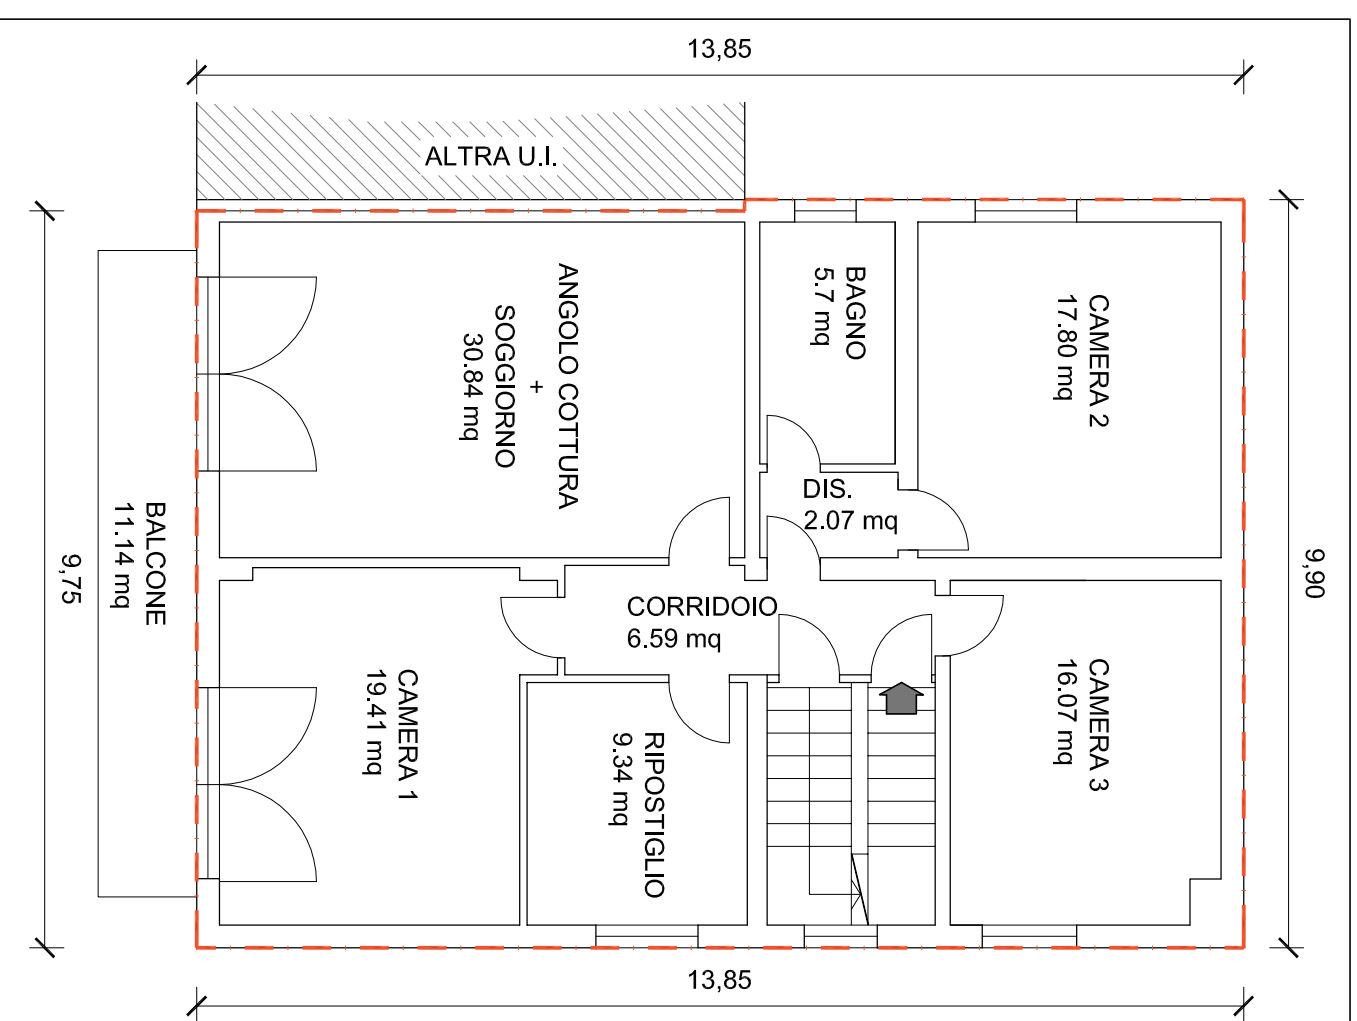 13,85
ALTRA U.I.
ANGOLO COTTURA
+
SOGGIORNO
30.84 mq
BAGNO
5.7 mq
CAMERA 2
17.80 mq
DIS.
2.07 mq
BALCONE
11.14 mq
9,75
9,90
CORRIDOIO
6.59 mq
CAMERA 1
19.41 mq
RIPOSTIGLIO
9.34 mq
CAMERA 3
16.07 mq
13,85